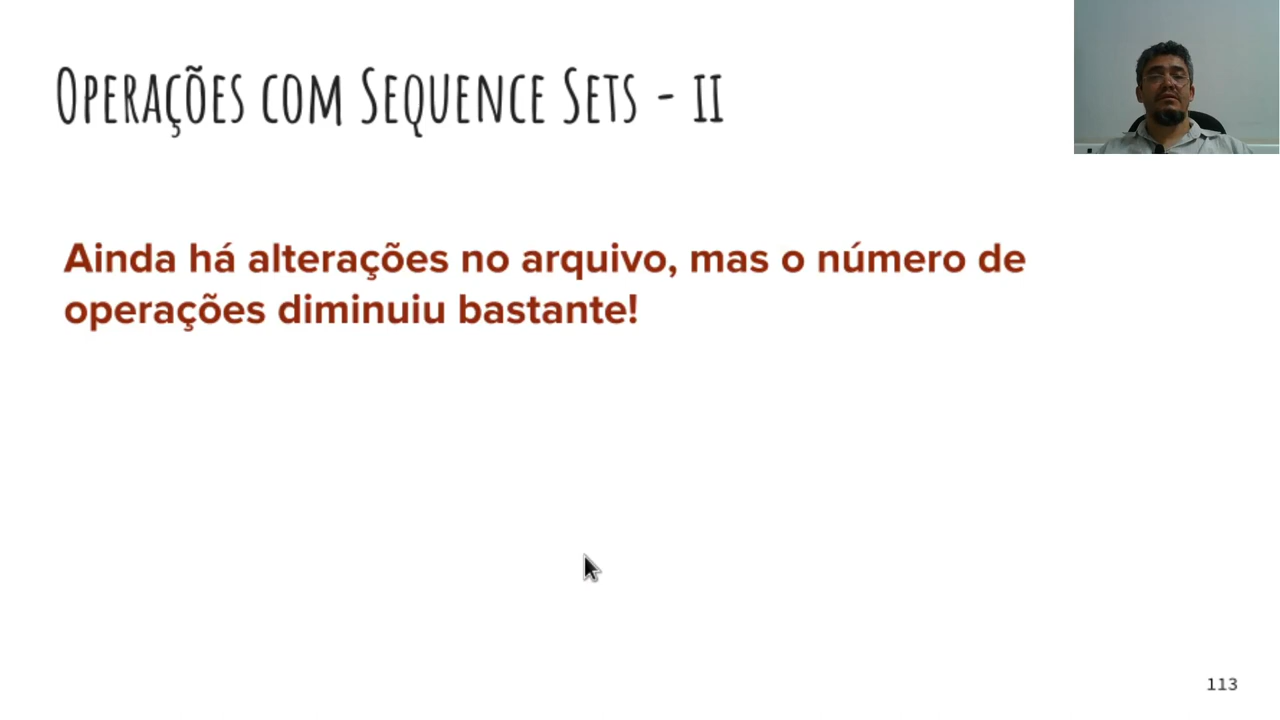 Operações com Sequence Sets - II
Ainda há alterações no arquivo, mas o número de
operações diminuiu bastante!
113